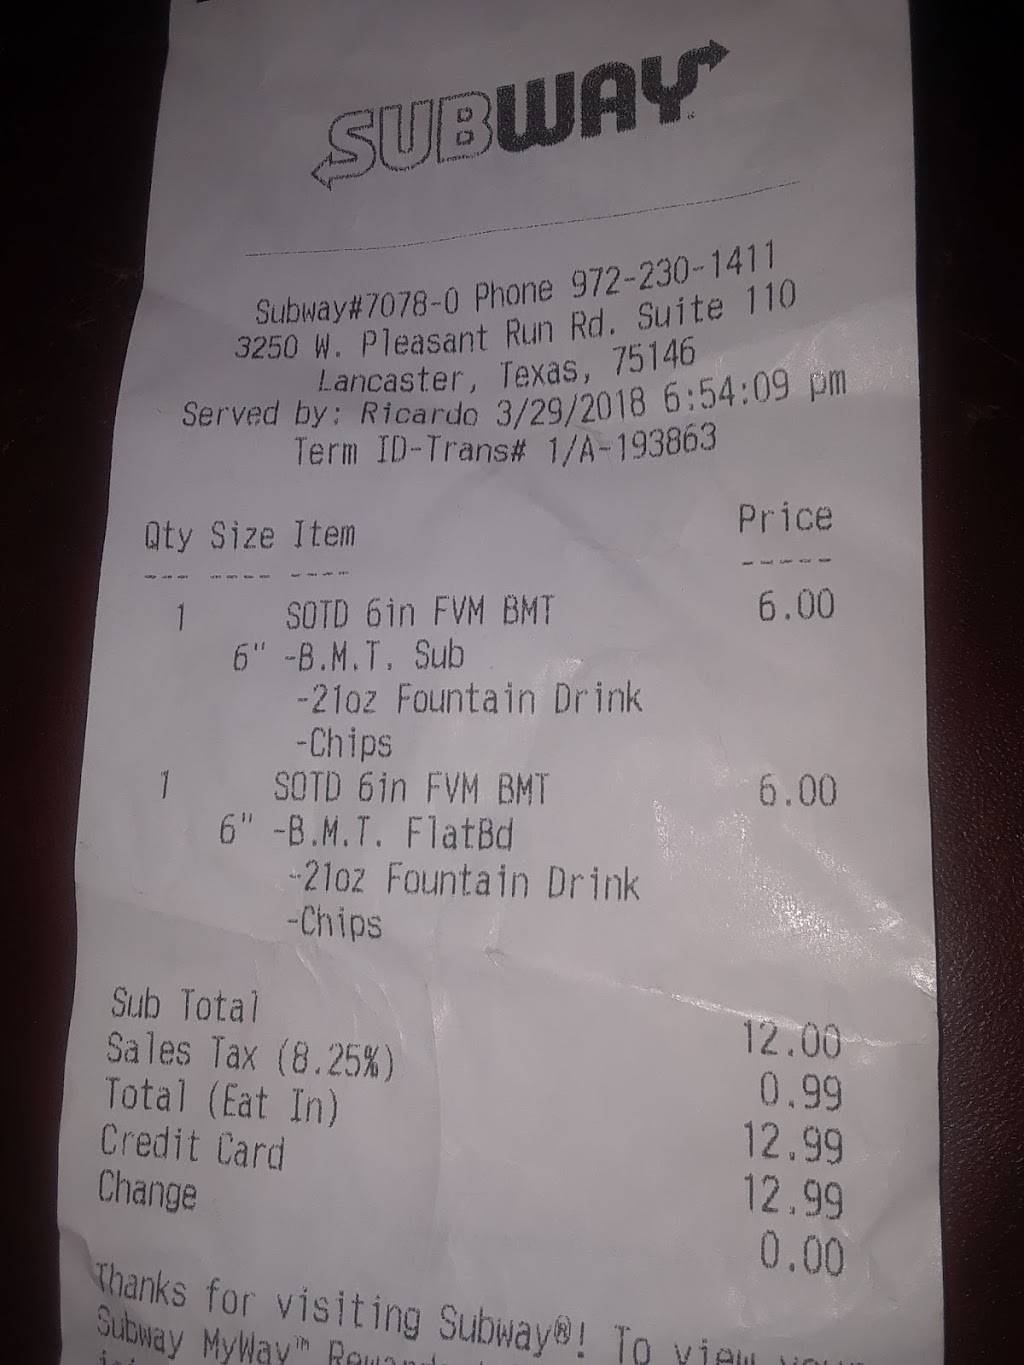 SUBWAY
Subway#7078-0 Phone 972-230-1411
3250 W. Pleasant Run Rd. Suite 110
Lancaster, Texas, 75146
Served by: Ricardo 3/29/2018 6:54:09 pm
Term ID-Trans# 1/A-193863
Qty Size Item Price
--- ---- ---- -----
1 SOTD 6in FVM BMT 6.00
6" -B.M.T. Sub
-21oz Fountain Drink
-Chips
1 SOTD 6in FVM BMT 6.00
6" -B.M.T. FlatBd
-21oz Fountain Drink
-Chips
Sub Total 12.00
Sales Tax (8.25%) 0.99
Total (Eat In) 12.99
Credit Card 12.99
Change 0.00
Thanks for visiting Subway®! To view your
Subway MyWay™